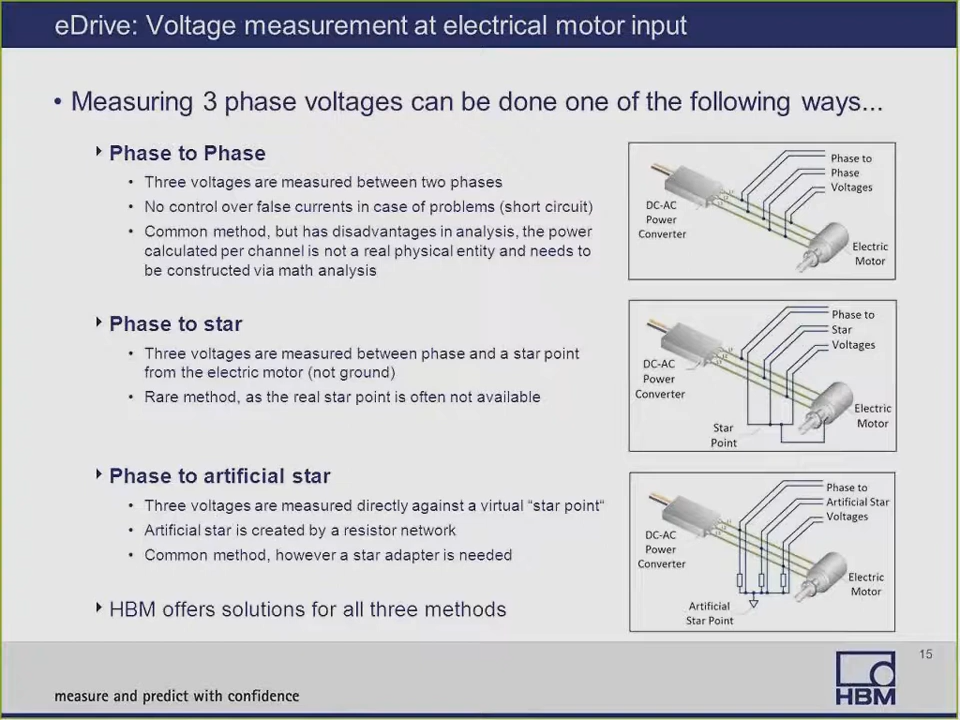 eDrive: Voltage measurement at electrical motor input
• Measuring 3 phase voltages can be done one of the following ways...
Phase to Phase
• Three voltages are measured between two phases
• No control over false currents in case of problems (short circuit)
• Common method, but has disadvantages in analysis, the power
calculated per channel is not a real physical entity and needs to
be constructed via math analysis
Phase to
Phase
Voltages
DC-AC
Power
Converter
Electric
Motor
Phase to star
• Three voltages are measured between phase and a star point
from the electric motor (not ground)
• Rare method, as the real star point is often not available
Phase to
Star
Voltages
DC-AC
Power
Converter
Electric
Motor
Star
Point
Phase to artificial star
• Three voltages are measured directly against a virtual “star point“
• Artificial star is created by a resistor network
• Common method, however a star adapter is needed
Phase to
Artificial Star
Voltages
DC-AC
Power
Converter
Electric
Motor
Artificial
Star Point
HBM offers solutions for all three methods
15
measure and predict with confidence
HBM